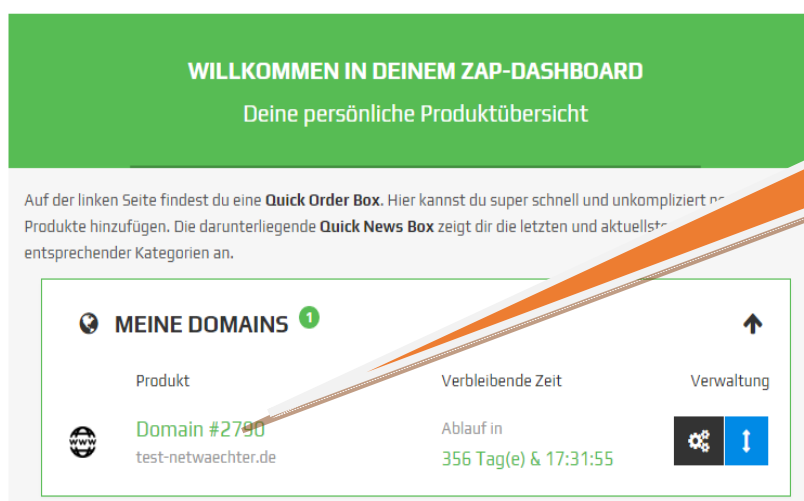 WILLKOMMEN IN DEINEM ZAP-DASHBOARD
Deine persönliche Produktübersicht
Auf der linken Seite findest du eine Quick Order Box. Hier kannst du super schnell und unkompliziert
Produkte hinzufügen. Die darunterliegende Quick News Box zeigt dir die letzten und
entsprechender Kategorien an.
MEINE DOMAINS 1
Produkt Verbleibende Zeit Verwaltung
www Domain #2790 Ablauf in
test-netwaechter.de 356 Tag(e) & 17:31:55